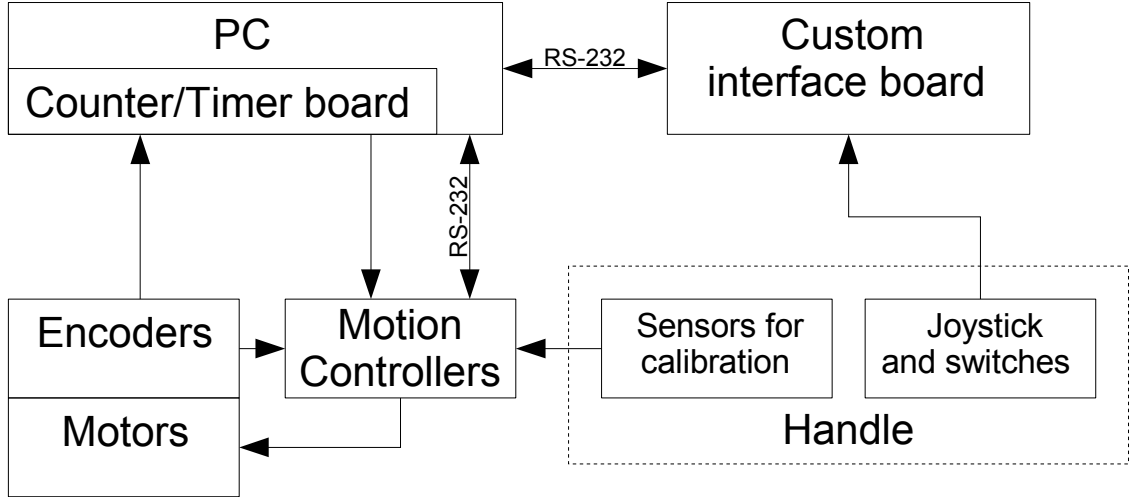 PC
Counter/Timer board
RS-232
Custom
interface board
RS-232
Encoders
Motors
Motion
Controllers
Sensors for
calibration
Joystick
and switches
Handle